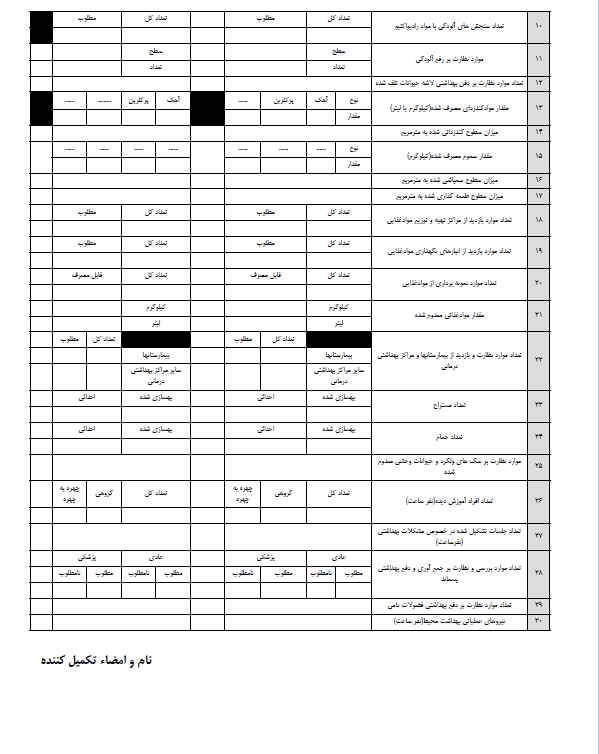 ۱۰ تعداد سنجش های آلودگی با مواد رادیواکتیو تعداد کل مطلوب تعداد کل مطلوب
۱۱ موارد نظارت بر رفع آلودگی سطح سطح
تعداد تعداد
۱۲ تعداد موارد نظارت بر دفن بهداشتی لاشه حیوانات تلف شده
۱۳ مقدار موادگندزدای مصرف شده(کیلوگرم یا لیتر) نوع آهک پرکلرین ...... آهک پرکلرین ......... ......
مقدار
۱۴ میزان سطوح گندزدائی شده به مترمربع
۱۵ مقدار سموم مصرف شده(کیلوگرم) نوع ...... ...... ...... ...... ...... ...... ......
مقدار
۱۶ میزان سطوح سمپاشی شده به مترمربع
۱۷ میزان سطوح طعمه گذاری شده به مترمربع
۱۸ تعداد موارد بازدید از مراکز تهیه و توزیع موادغذایی تعداد کل مطلوب تعداد کل مطلوب
۱۹ تعداد موارد بازدید از انبارهای نگهداری موادغذایی تعداد کل مطلوب تعداد کل مطلوب
۲۰ تعداد موارد نمونه برداری از موادغذایی تعداد کل قابل مصرف تعداد کل قابل مصرف
۲۱ مقدار موادغذائی معدوم شده کیلوگرم کیلوگرم
لیتر لیتر
۲۲ تعداد موارد نظارت و بازدید از بیمارستانها و مراکز بهداشتی درمانی تعداد کل مطلوب تعداد کل مطلوب
بیمارستانها بیمارستانها
سایر مراکز بهداشتی سایر مراکز بهداشتی
درمانی درمانی
۲۳ تعداد مستراح بهسازی شده احداثی بهسازی شده احداثی
۲۴ تعداد حمام بهسازی شده احداثی بهسازی شده احداثی
۲۵ موارد نظارت بر سگ های ولگرد و حیوانات وحشی معدوم
شده
۲۶ تعداد افراد آموزش دیده(نفر ساعت) تعداد کل گروهی چهره به چهره تعداد کل گروهی چهره به چهره
۲۷ تعداد جلسات تشکیل شده در خصوص مشکلات بهداشتی
(نفرساعت)
۲۸ تعداد موارد بررسی و نظارت بر جمع آوری و دفع بهداشتی پسماند عادی پزشکی عادی پزشکی
مطلوب نامطلوب مطلوب نامطلوب مطلوب نامطلوب مطلوب نامطلوب
۲۹ تعداد موارد نظارت بر دفع بهداشتی فضولات دامی
۳۰ نیروهای عملیاتی بهداشت محیط(نفر ساعت)
نام و امضاء تکمیل کننده